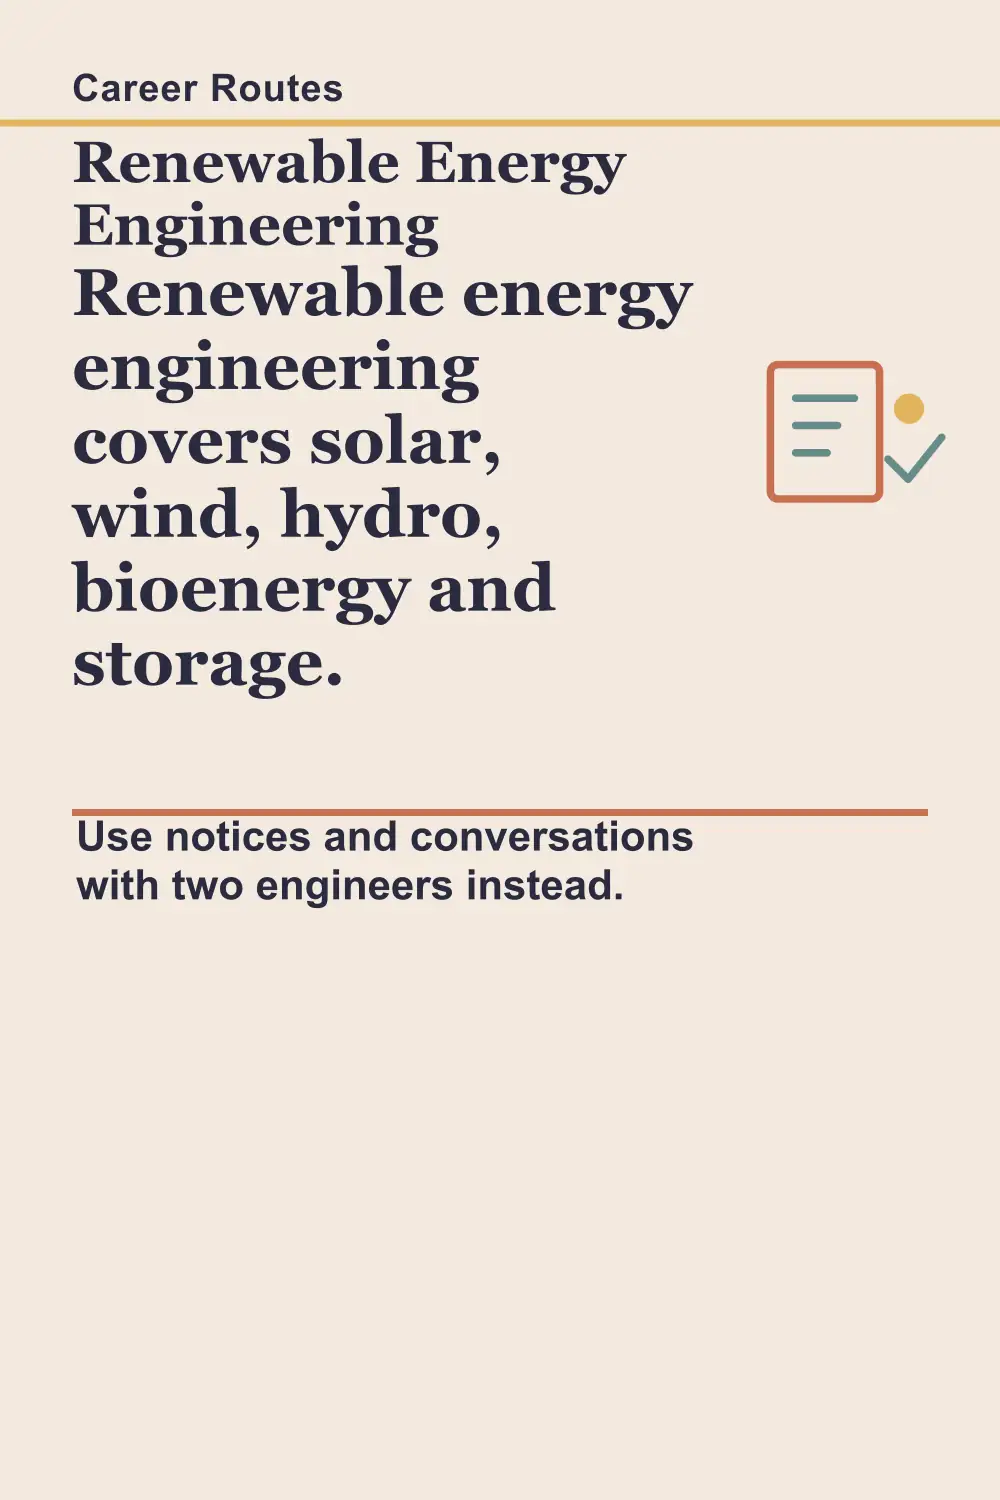 Career Routes
Renewable Energy
Engineering
Renewable energy
engineering
covers solar,
wind, hydro,
bioenergy and
storage.
Use notices and conversations
with two engineers instead.